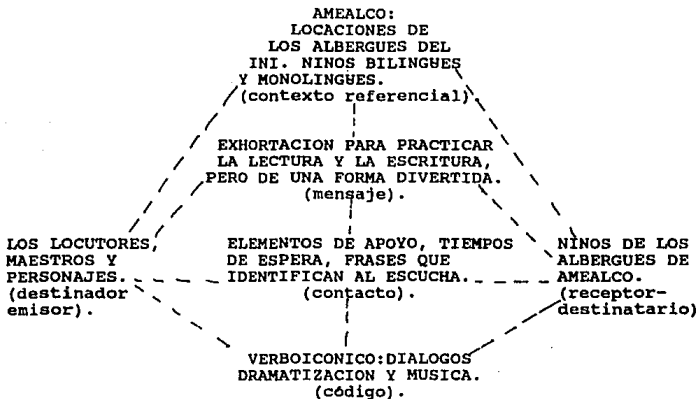 AMEALCO:
LOCACIONES DE
LOS ALBERGUES DEL
INI. NINOS BILINGUES
Y MONOLINGUES.
(contexto referencial).
EXHORTACION PARA PRACTICAR
LA LECTURA Y LA ESCRITURA,
PERO DE UNA FORMA DIVERTIDA.
(mensaje).
LOS LOCUTORES,
MAESTROS Y
PERSONAJES.
(destinador
emisor).
ELEMENTOS DE APOYO, TIEMPOS
DE ESPERA, FRASES QUE
IDENTIFICAN AL ESCUCHA.
(contacto).
NINOS DE LOS
ALBERGUES DE
AMEALCO.
(receptor-
destinatario)
VERBOICONICO:DIALOGOS
DRAMATIZACION Y MUSICA.
(código).